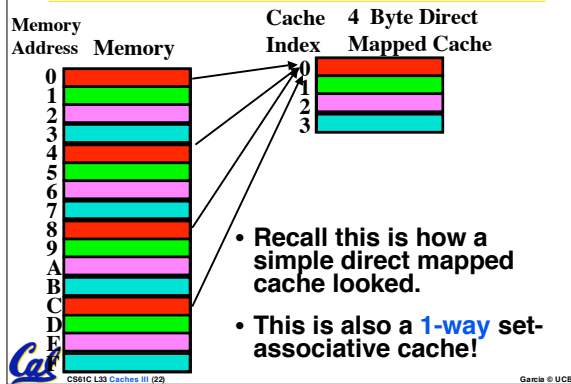 Memory
Address Memory
0
1
2
3
4
5
6
7
8
9
A
B
C
D
E
F
Cache
Index
4 Byte Direct
Mapped Cache
0
1
2
3
• Recall this is how a
simple direct mapped
cache looked.
• This is also a 1-way set-
associative cache!
Cal
CS61C L33 Caches III (22)
Garcia © UCB